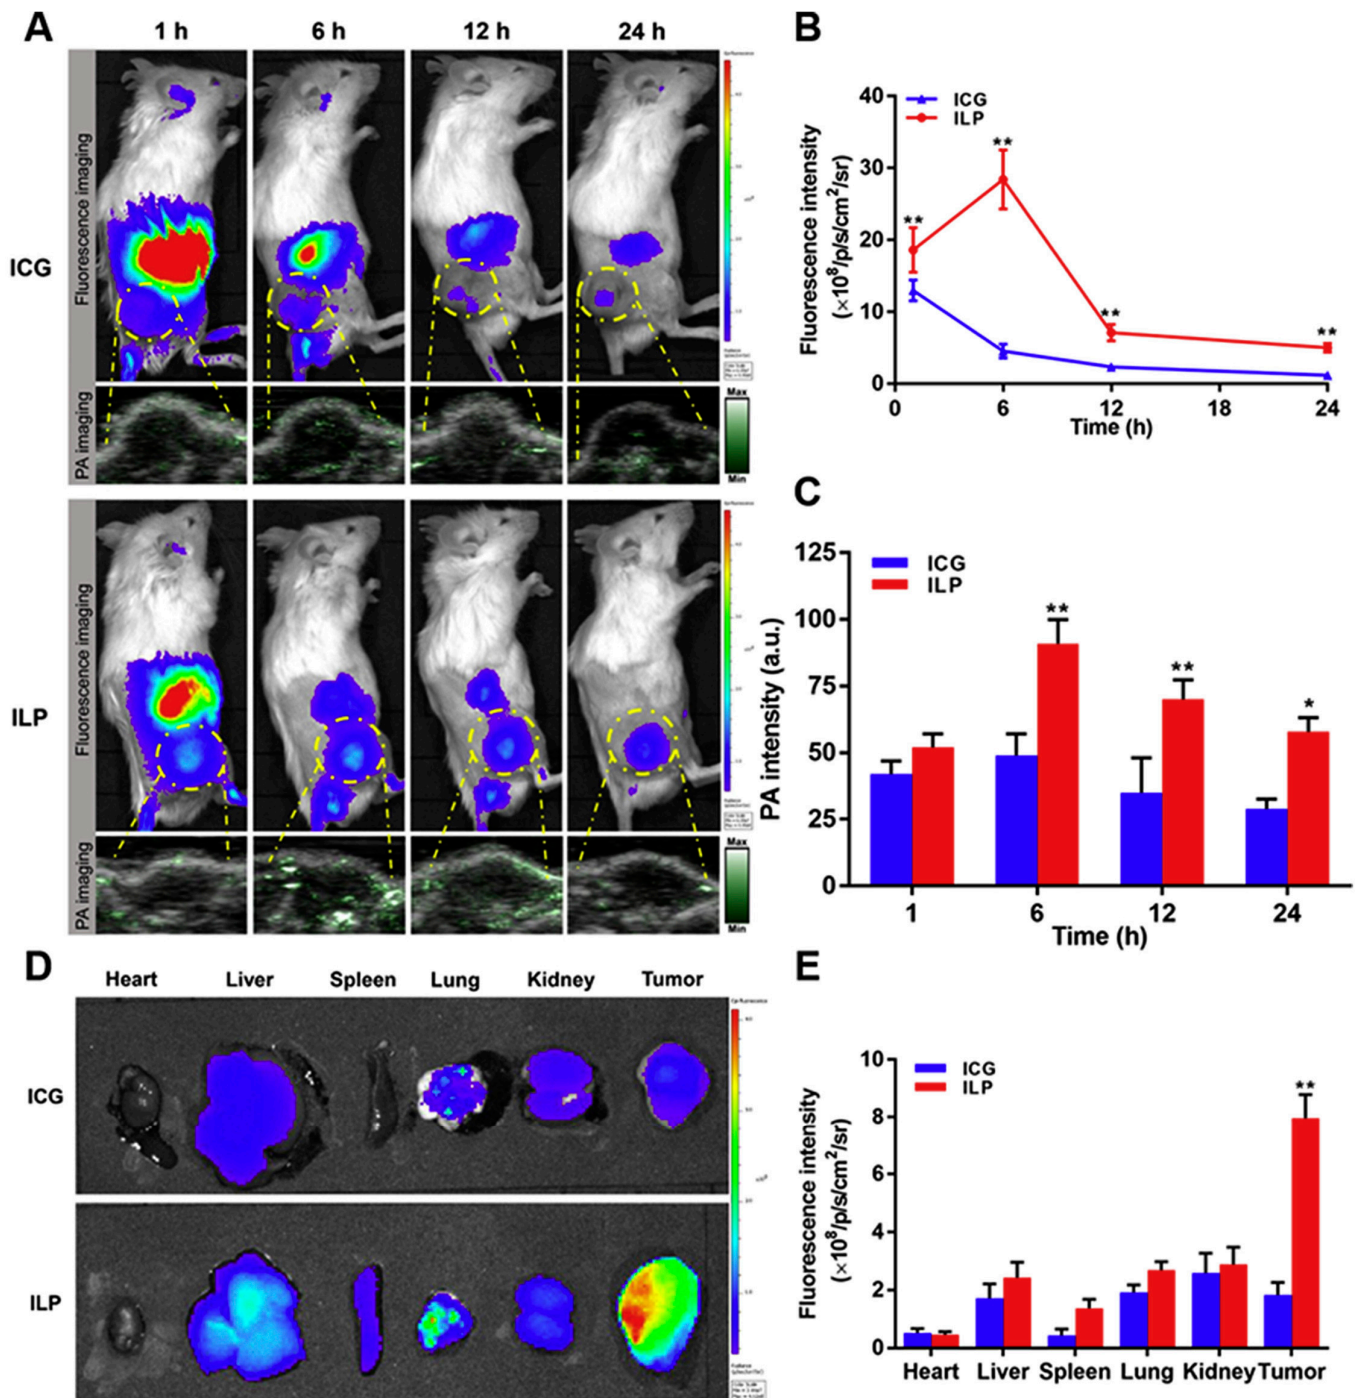 A
1 h
6 h
12 h
24 h
ICG
Fluorescence imaging
PA imaging
Max
Min
ILP
Fluorescence imaging
PA imaging
Max
Min
B
Fluorescence intensity
(×10⁸/p/s/cm²/sr)
40
30
20
10
0
ICG
ILP
**
**
**
**
0
6
12
18
24
Time (h)
C
PA intensity (a.u.)
125
100
75
50
25
0
ICG
ILP
**
**
*
1
6
12
24
Time (h)
D
Heart
Liver
Spleen
Lung
Kidney
Tumor
ICG
ILP
E
Fluorescence intensity
(×10⁸/p/s/cm²/sr)
10
8
6
4
2
0
ICG
ILP
**
Heart
Liver
Spleen
Lung
Kidney
Tumor